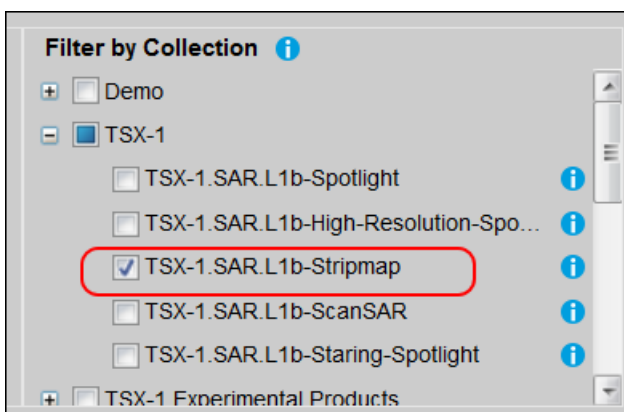 Filter by Collection
Demo
TSX-1
TSX-1.SAR.L1b-Spotlight
TSX-1.SAR.L1b-High-Resolution-Spo...
TSX-1.SAR.L1b-Stripmap
TSX-1.SAR.L1b-ScanSAR
TSX-1.SAR.L1b-Staring-Spotlight
TSX-1 Experimental Products